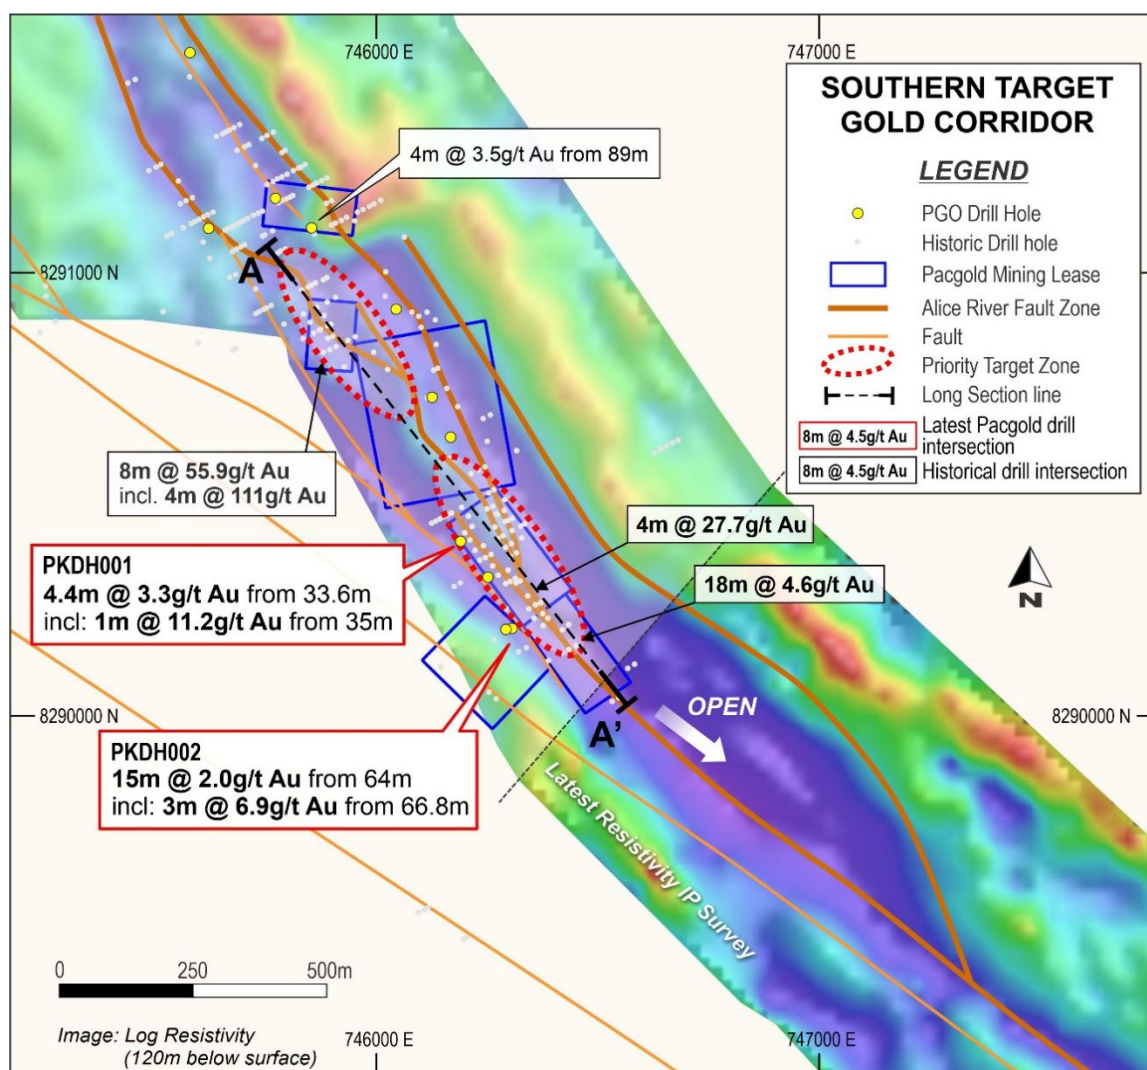 746000 E
747000 E
SOUTHERN TARGET
GOLD CORRIDOR
LEGEND
PGO Drill Hole
Historic Drill hole
Pacgold Mining Lease
Alice River Fault Zone
Fault
Priority Target Zone
Long Section line
8m @ 4.5g/t Au
Latest Pacgold drill
intersection
8m @ 4.5g/t Au
Historical drill intersection
4m @ 3.5g/t Au from 89m
8291000 N
A
8m @ 55.9g/t Au
incl. 4m @ 111g/t Au
4m @ 27.7g/t Au
18m @ 4.6g/t Au
PKDH001
4.4m @ 3.3g/t Au from 33.6m
incl: 1m @ 11.2g/t Au from 35m
N
8290000 N
8290000 N
OPEN
A’
PKDH002
15m @ 2.0g/t Au from 64m
incl: 3m @ 6.9g/t Au from 66.8m
Latest Resistivity IP Survey
0 250 500m
Image: Log Resistivity
(120m below surface)
746000 E
747000 E